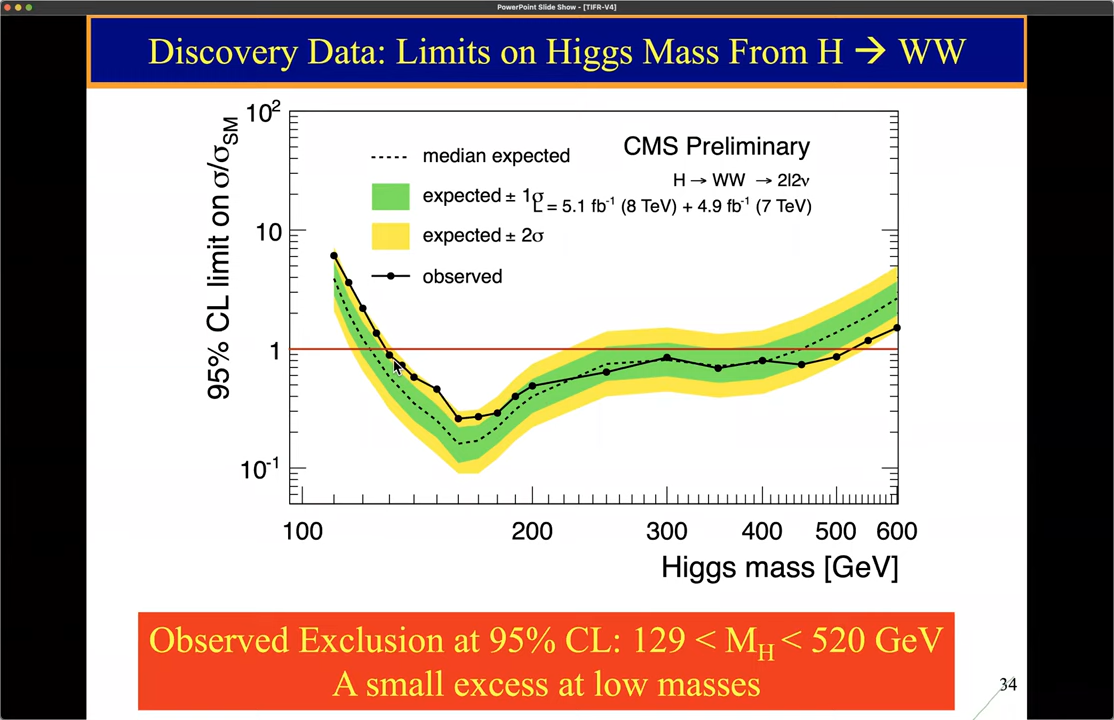 PowerPoint Slide Show - [TIFR-V4]
Discovery Data: Limits on Higgs Mass From H → WW
95% CL limit on σ/σSM
10²
10
1
10⁻¹
median expected
expected ± 1σ
expected ± 2σ
observed
CMS Preliminary
H → WW → 2l2ν
L = 5.1 fb⁻¹ (8 TeV) + 4.9 fb⁻¹ (7 TeV)
100 200 300 400 500 600
Higgs mass [GeV]
Observed Exclusion at 95% CL: 129 < MH < 520 GeV
A small excess at low masses
34